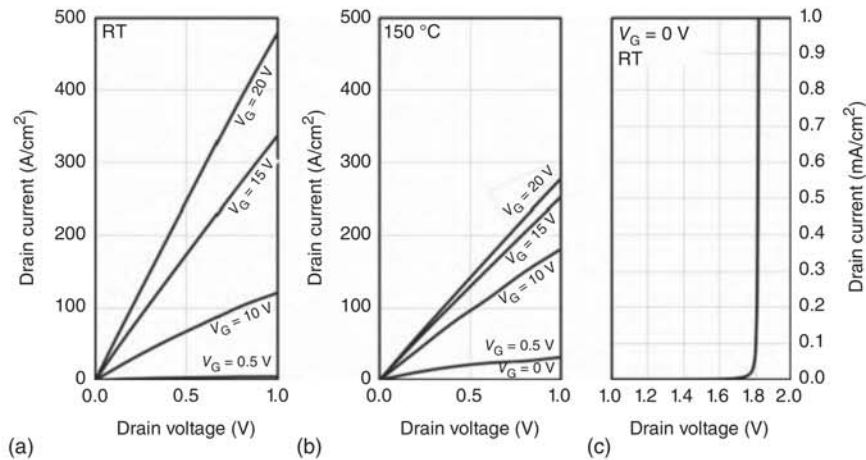 500
400
300
200
100
0
0.0
0.5
1.0
RT
V_G = 20 V
V_G = 15 V
V_G = 10 V
V_G = 0.5 V
Drain current (A/cm²)
Drain voltage (V)
(a)
500
400
300
200
100
0
0.0
0.5
1.0
150 °C
V_G = 20 V
V_G = 15 V
V_G = 10 V
V_G = 0.5 V
V_G = 0 V
Drain current (A/cm²)
Drain voltage (V)
(b)
V_G = 0 V
RT
1.0
0.9
0.8
0.7
0.6
0.5
0.4
0.3
0.2
0.1
0.0
1.0
1.2
1.4
1.6
1.8
2.0
Drain current (mA/cm²)
Drain voltage (V)
(c)